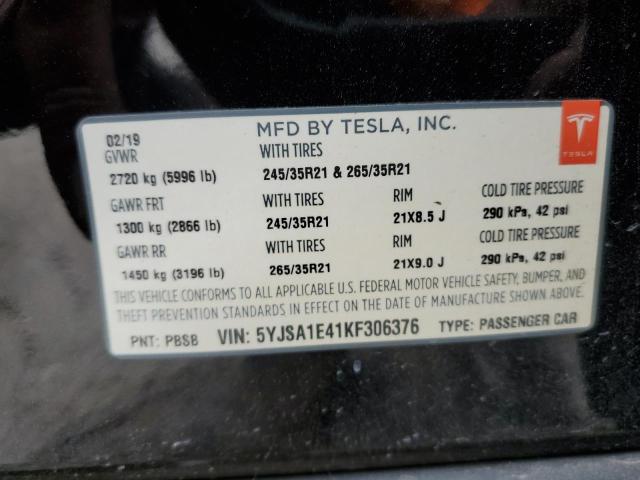 02/19 MFD BY TESLA, INC.
GVWR WITH TIRES
2720 kg (5996 lb) 245/35R21 & 265/35R21
GAWR FRT WITH TIRES RIM COLD TIRE PRESSURE
1300 kg (2866 lb) 245/35R21 21X8.5 J 290 kPs, 42 psi
GAWR RR WITH TIRES RIM COLD TIRE PRESSURE
1450 kg (3196 lb) 265/35R21 21X9.0 J 290 kPs, 42 psi
THIS VEHICLE CONFORMS TO ALL APPLICABLE U.S. FEDERAL MOTOR VEHICLE SAFETY, BUMPER, AND
THEFT PREVENTION STANDARDS IN EFFECT ON THE DATE OF MANUFACTURE SHOWN ABOVE.
PNT: PBSB VIN: 5YJSA1E41KF306376 TYPE: PASSENGER CAR
TESLA